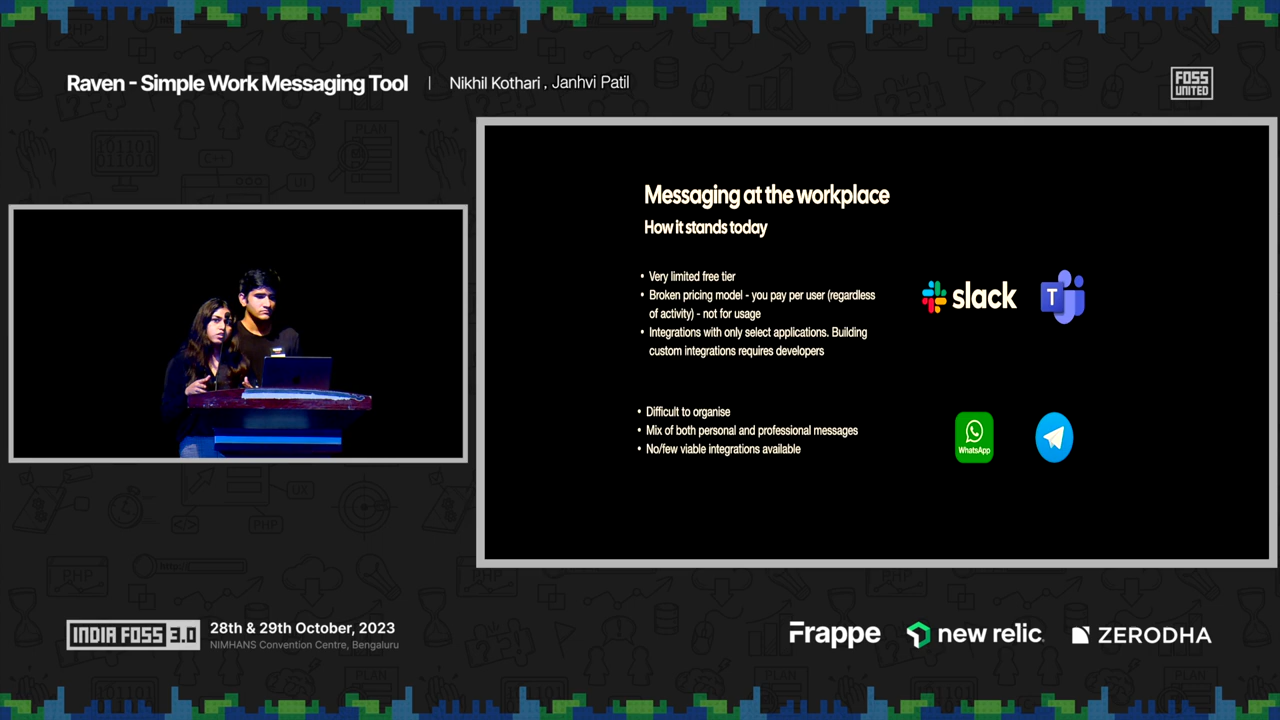 Raven - Simple Work Messaging Tool | Nikhil Kothari , Janhvi Patil
FOSS
UNITED
Messaging at the workplace
How it stands today
• Very limited free tier
• Broken pricing model - you pay per user (regardless
of activity) - not for usage
• Integrations with only select applications. Building
custom integrations requires developers
slack
T
• Difficult to organise
• Mix of both personal and professional messages
• No/few viable integrations available
WhatsApp
INDIA FOSS 3.0
28th & 29th October, 2023
NIMHANS Convention Centre, Bengaluru
Frappe
new relic
ZERODHA